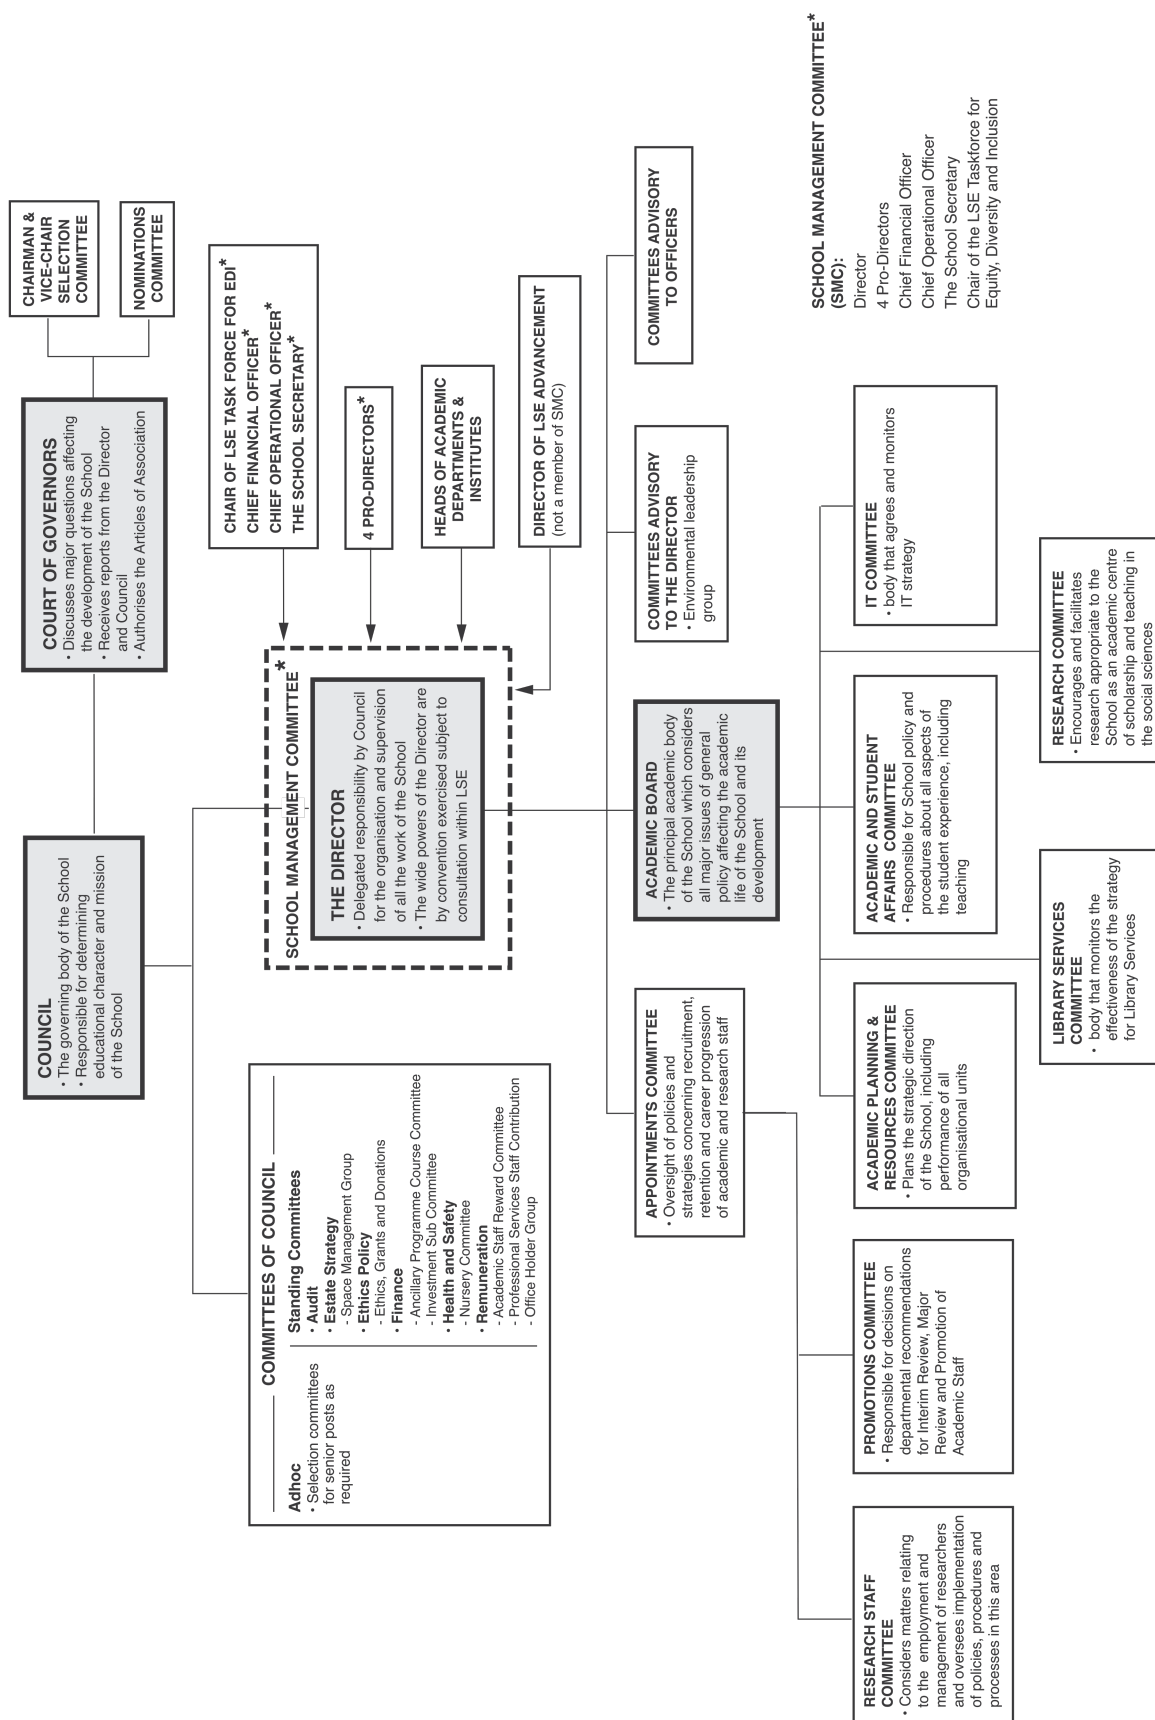 COUNCIL
• The governing body of the School
• Responsible for determining
educational character and mission
of the School
COURT OF GOVERNORS
• Discusses major questions affecting
the development of the School
• Receives reports from the Director
and Council
• Authorises the Articles of Association
CHAIRMAN &
VICE-CHAIR
SELECTION
COMMITTEE
NOMINATIONS
COMMITTEE
COMMITTEES OF COUNCIL
Adhoc
• Selection committees
for senior posts as
required
Standing Committees
• Audit
• Estate Strategy
- Space Management Group
• Ethics Policy
- Ethics, Grants and Donations
• Finance
- Ancillary Programme Course Committee
- Investment Sub Committee
• Health and Safety
- Nursery Committee
• Remuneration
- Academic Staff Reward Committee
- Professional Services Staff Contribution
- Office Holder Group
SCHOOL MANAGEMENT COMMITTEE*
THE DIRECTOR
• Delegated responsibility by Council
for the organisation and supervision
of all the work of the School
• The wide powers of the Director are
by convention exercised subject to
consultation within LSE
CHAIR OF LSE TASK FORCE FOR EDI*
CHIEF FINANCIAL OFFICER*
CHIEF OPERATIONAL OFFICER*
THE SCHOOL SECRETARY*
4 PRO-DIRECTORS*
HEADS OF ACADEMIC
DEPARTMENTS &
INSTITUTES
DIRECTOR OF LSE ADVANCEMENT
(not a member of SMC)
APPOINTMENTS COMMITTEE
• Oversight of policies and
strategies concerning recruitment,
retention and career progression
of academic and research staff
ACADEMIC BOARD
• The principal academic body
of the School which considers
all major issues of general
policy affecting the academic
life of the School and its
development
COMMITTEES ADVISORY
TO THE DIRECTOR
• Environmental leadership
group
COMMITTEES ADVISORY
TO OFFICERS
RESEARCH STAFF
COMMITTEE
• Considers matters relating
to the employment and
management of researchers
and oversees implementation
of policies, procedures and
processes in this area
PROMOTIONS COMMITTEE
• Responsible for decisions on
departmental recommendations
for Interim Review, Major
Review and Promotion of
Academic Staff
ACADEMIC PLANNING &
RESOURCES COMMITTEE
• Plans the strategic direction
of the School, including
performance of all
organisational units
ACADEMIC AND STUDENT
AFFAIRS COMMITTEE
• Responsible for School policy and
procedures about all aspects of
the student experience, including
teaching
IT COMMITTEE
• body that agrees and monitors
IT strategy
LIBRARY SERVICES
COMMITTEE
• body that monitors the
effectiveness of the strategy
for Library Services
RESEARCH COMMITTEE
• Encourages and facilitates
research appropriate to the
School as an academic centre
of scholarship and teaching in
the social sciences
SCHOOL MANAGEMENT COMMITTEE*
(SMC):
Director
4 Pro-Directors
Chief Financial Officer
Chief Operational Officer
The School Secretary
Chair of the LSE Taskforce for
Equity, Diversity and Inclusion